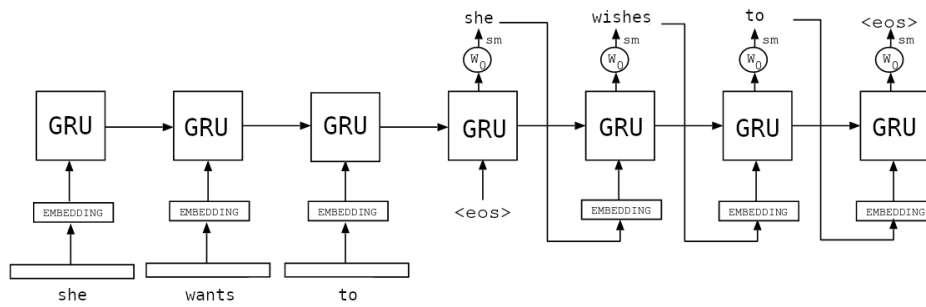 she wishes to <eos>
sm sm sm sm
W0 W0 W0 W0
GRU GRU GRU GRU GRU GRU GRU
EMBEDDING EMBEDDING EMBEDDING <eos> EMBEDDING EMBEDDING EMBEDDING
she wants to